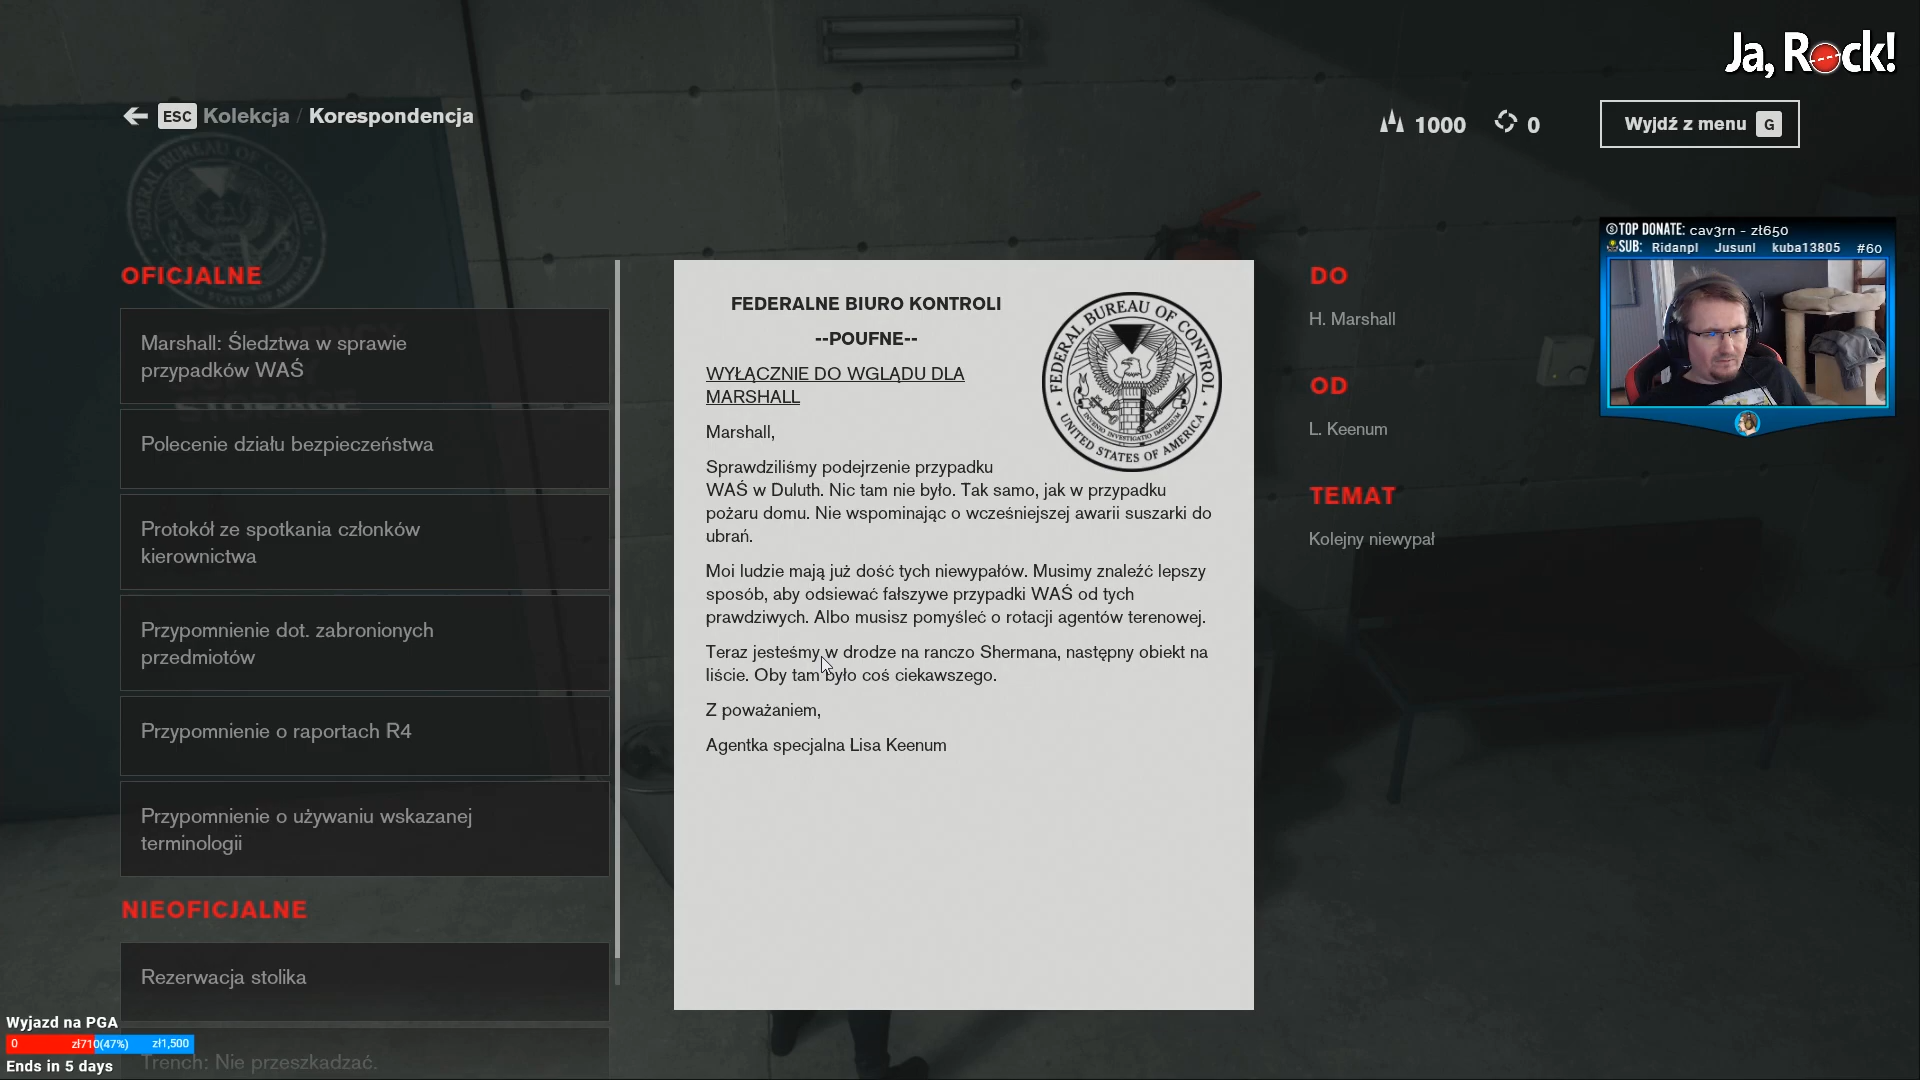 Ja, Rock!
ESC Kolekcja / Korespondencja
1000
0
Wyjdź z menu G
OFICJALNE
Marshall: Śledztwa w sprawie
przypadków WAŚ
Polecenie działu bezpieczeństwa
Protokół ze spotkania członków
kierownictwa
Przypomnienie dot. zabronionych
przedmiotów
Przypomnienie o raportach R4
Przypomnienie o używaniu wskazanej
terminologii
NIEOFICJALNE
Rezerwacja stolika
Trench: Nie przeszkadzać.
FEDERALNE BIURO KONTROLI
--POUFNE--
WYŁĄCZNIE DO WGLĄDU DLA
MARSHALL
Marshall,
Sprawdziliśmy podejrzenie przypadku
WAŚ w Duluth. Nic tam nie było. Tak samo, jak w przypadku
pożaru domu. Nie wspominając o wcześniejszej awarii suszarki do
ubrań.
Moi ludzie mają już dość tych niewypałów. Musimy znaleźć lepszy
sposób, aby odsiewać fałszywe przypadki WAŚ od tych
prawdziwych. Albo musisz pomyśleć o rotacji agentów terenowej.
Teraz jesteśmy w drodze na ranczo Shermana, następny obiekt na
liście. Oby tam było coś ciekawszego.
Z poważaniem,
Agentka specjalna Lisa Keenum
FEDERAL BUREAU OF CONTROL
UNITED STATES OF AMERICA
DO
H. Marshall
OD
L. Keenum
TEMAT
Kolejny niewypał
TOP DONATE: cav3rn - zł650
SUB: Ridanpl Jusunl kuba13805 #60
Wyjazd na PGA
0 zł710(47%) zł1,500
Ends in 5 days
FEDERAL BUREAU OF CONTROL
UNITED STATES OF AMERICA